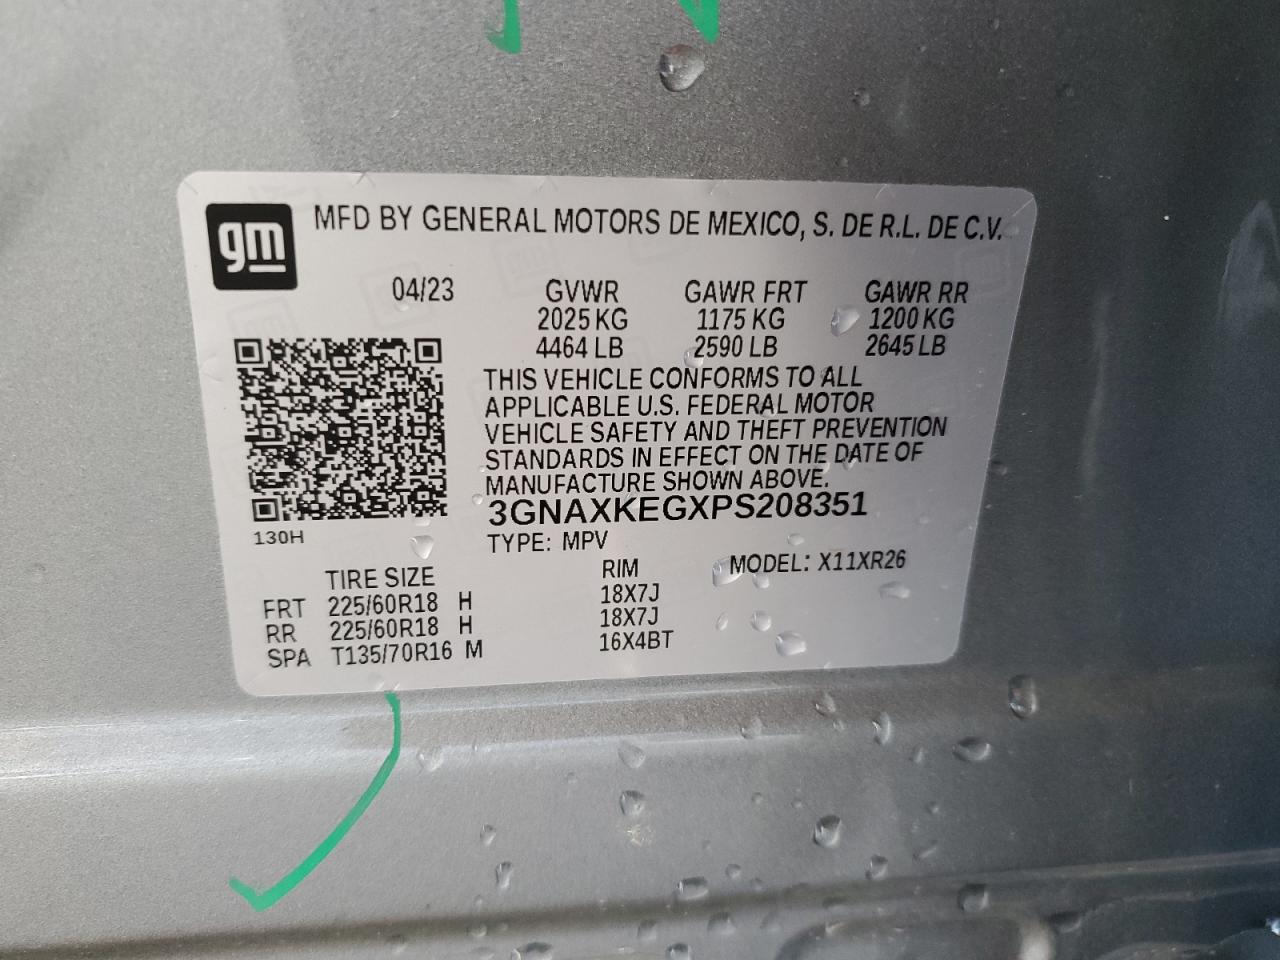 gm
MFD BY GENERAL MOTORS DE MEXICO, S. DE R.L. DE C.V.
04/23 GVWR GAWR FRT GAWR RR
2025 KG 1175 KG 1200 KG
4464 LB 2590 LB 2645 LB
THIS VEHICLE CONFORMS TO ALL
APPLICABLE U.S. FEDERAL MOTOR
VEHICLE SAFETY AND THEFT PREVENTION
STANDARDS IN EFFECT ON THE DATE OF
MANUFACTURE SHOWN ABOVE.
3GNAXKEGXPS208351
130H
TYPE: MPV
MODEL: X11XR26
TIRE SIZE RIM
FRT 225/60R18 H 18X7J
RR 225/60R18 H 18X7J
SPA T135/70R16 M 16X4BT